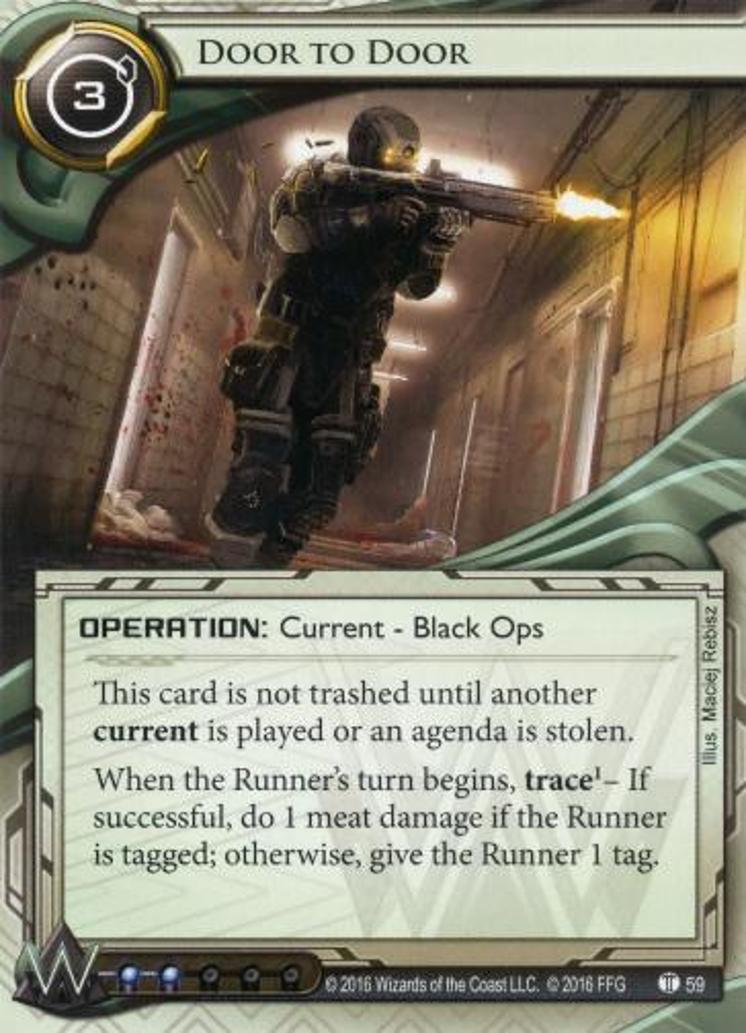 3
DOOR TO DOOR
OPERATION: Current - Black Ops
This card is not trashed until another
current is played or an agenda is stolen.
When the Runner's turn begins, trace¹– If
successful, do 1 meat damage if the Runner
is tagged; otherwise, give the Runner 1 tag.
Illus. Maciej Rebisz
© 2016 Wizards of the Coast LLC. © 2016 FFG
59